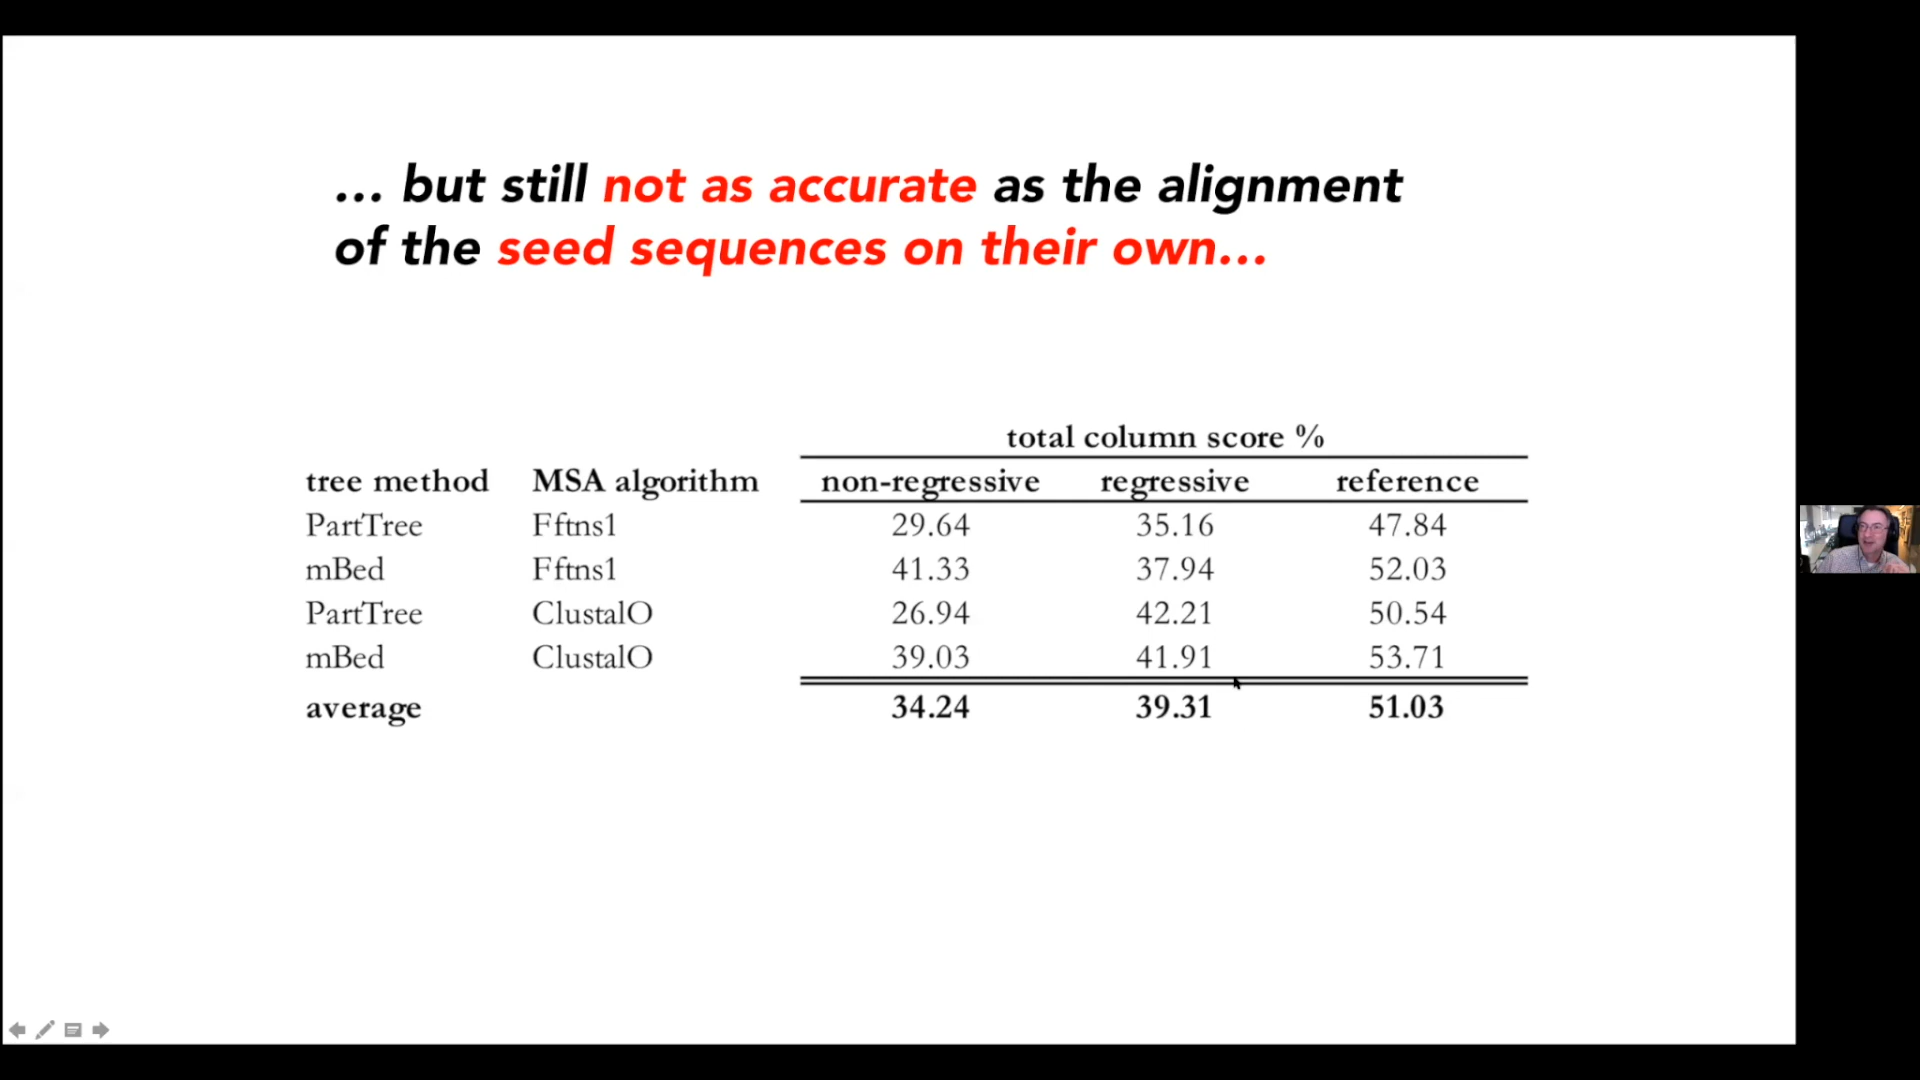 ... but still not as accurate as the alignment
of the seed sequences on their own...
total column score %
tree method MSA algorithm non-regressive regressive reference
PartTree Fftns1 29.64 35.16 47.84
mBed Fftns1 41.33 37.94 52.03
PartTree ClustalO 26.94 42.21 50.54
mBed ClustalO 39.03 41.91 53.71
average 34.24 39.31 51.03